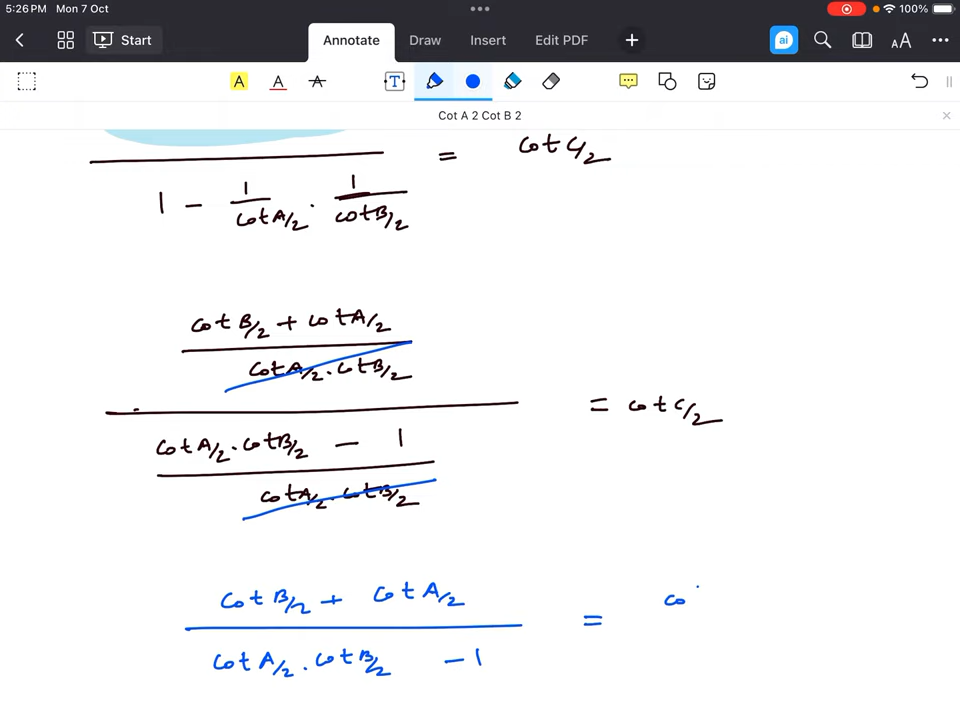 5:26 PM Mon 7 Oct 100%
Start Annotate Draw Insert Edit PDF ai AA
A A A T
Cot A 2 Cot B 2
= cot C/2
1 - 1/cot A/2 . 1/cot B/2
cot B/2 + cot A/2
cot A/2 . cot B/2
= cot C/2
cot A/2 . cot B/2 - 1
cot A/2 . cot B/2
cot B/2 + cot A/2 = co
cot A/2 . cot B/2 - 1